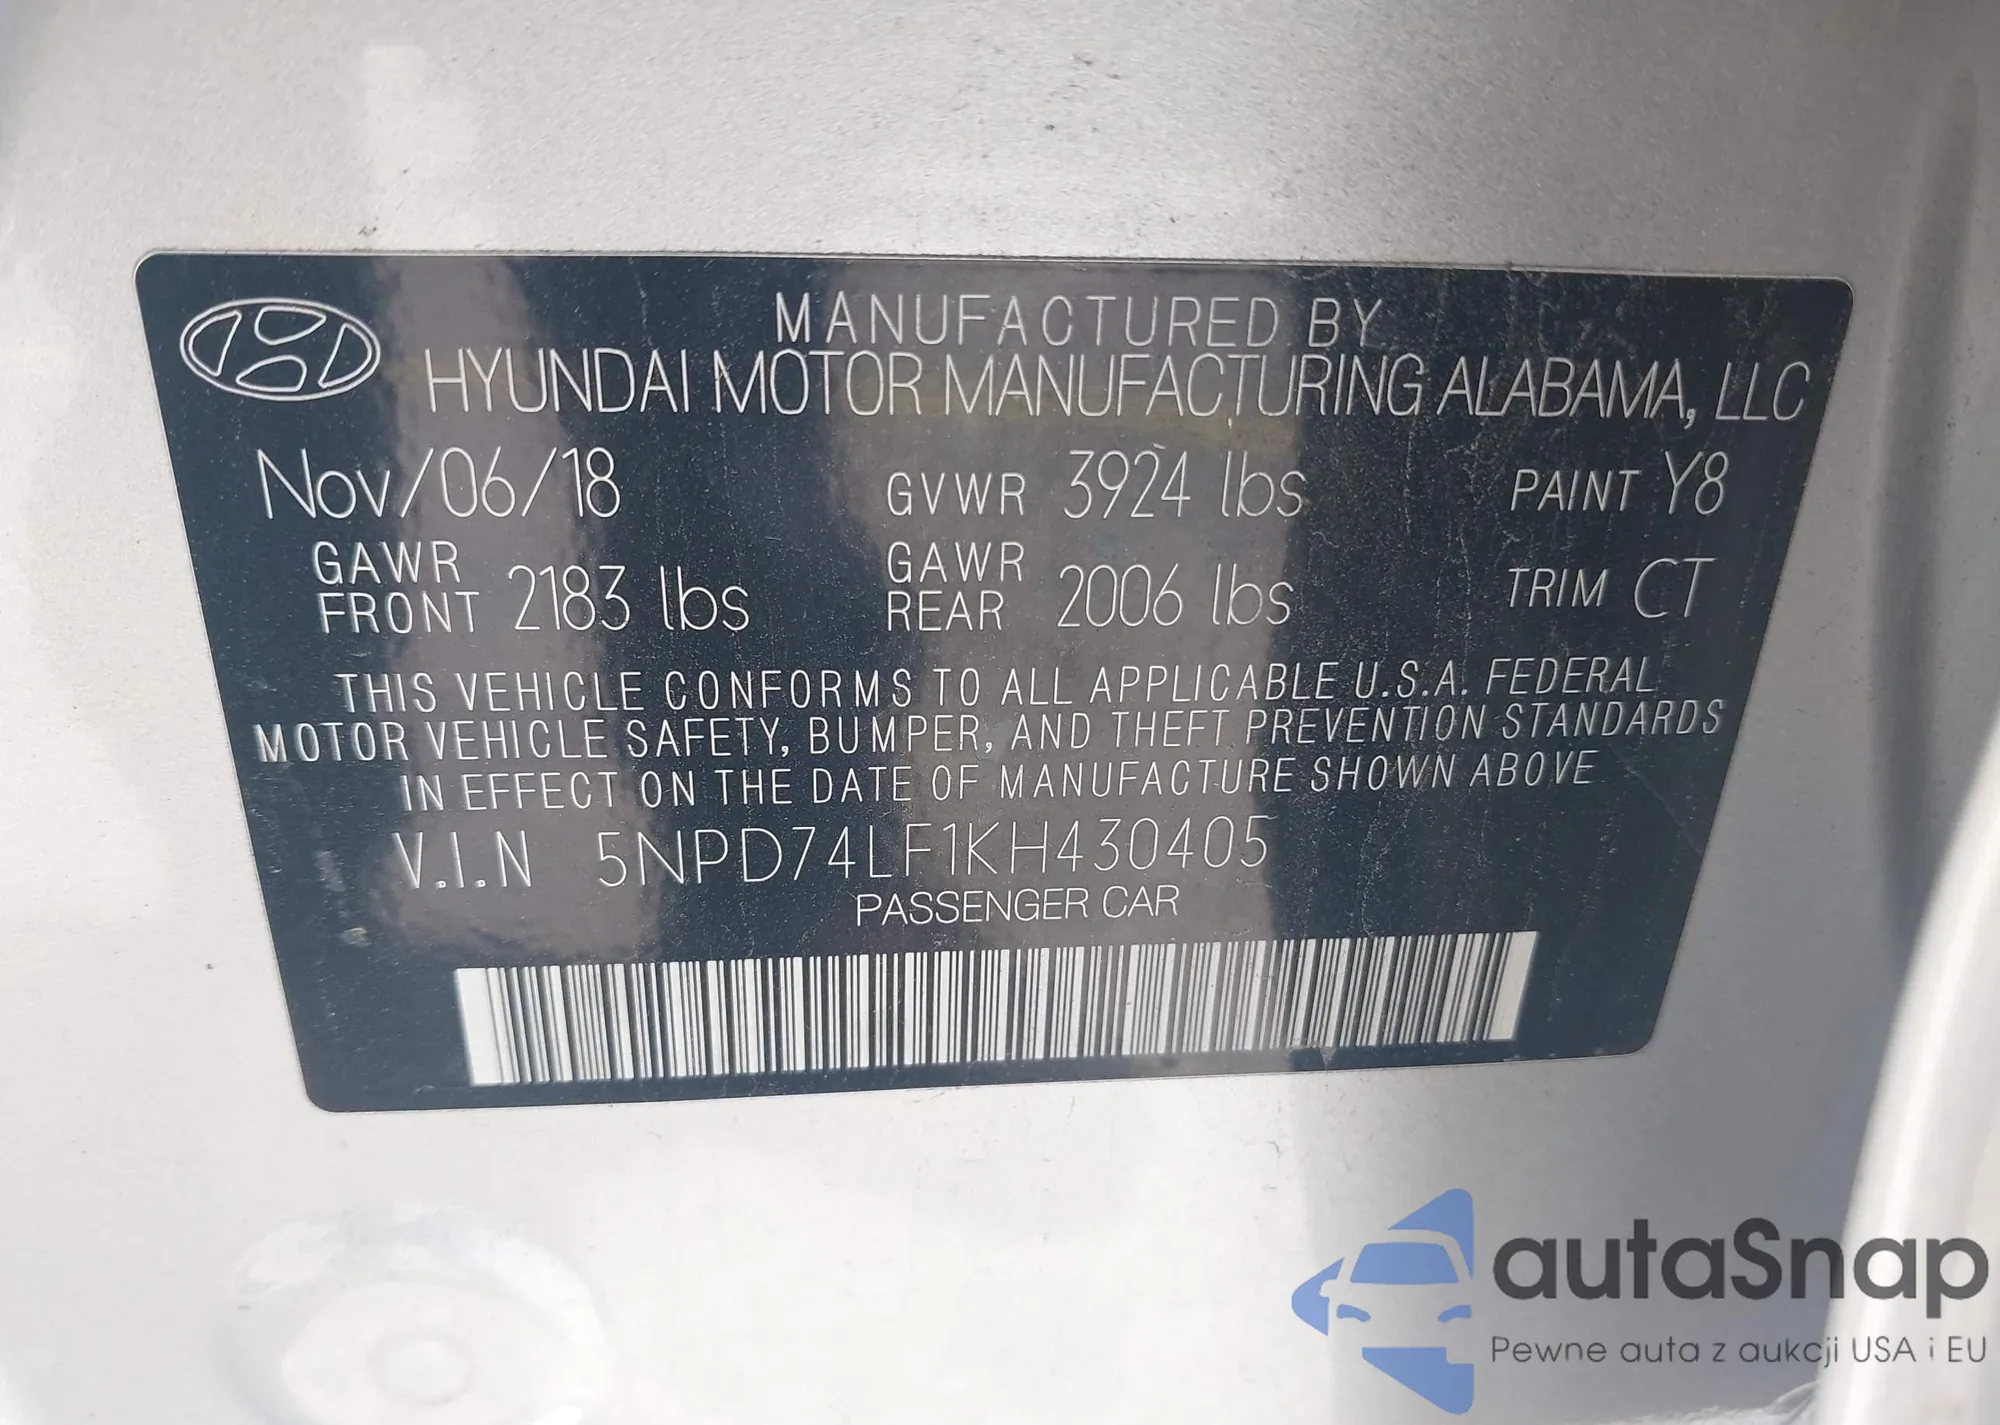 MANUFACTURED BY
HYUNDAI MOTOR MANUFACTURING ALABAMA, LLC
Nov/06/18 GVWR 3924 lbs PAINT Y8
GAWR FRONT 2183 lbs GAWR REAR 2006 lbs TRIM CT
THIS VEHICLE CONFORMS TO ALL APPLICABLE U.S.A. FEDERAL
MOTOR VEHICLE SAFETY, BUMPER, AND THEFT PREVENTION STANDARDS
IN EFFECT ON THE DATE OF MANUFACTURE SHOWN ABOVE
V.I.N 5NPD74LF1KH430405
PASSENGER CAR
autaSnap
Pewne auta z aukcji USA i EU